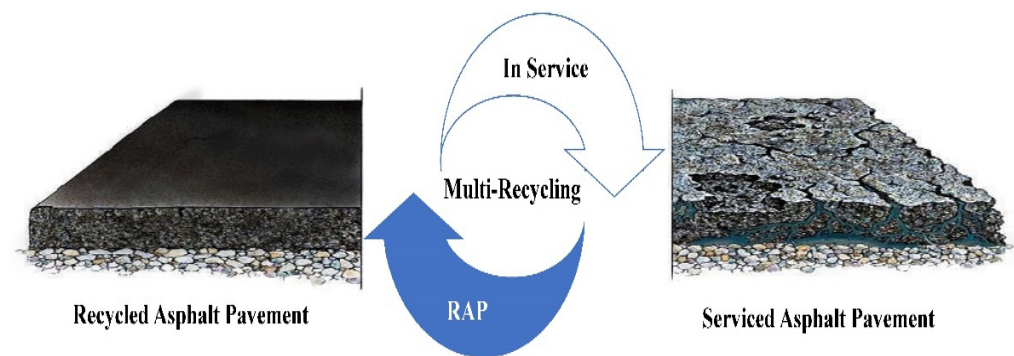 In Service
Multi-Recycling
RAP
Recycled Asphalt Pavement
Serviced Asphalt Pavement